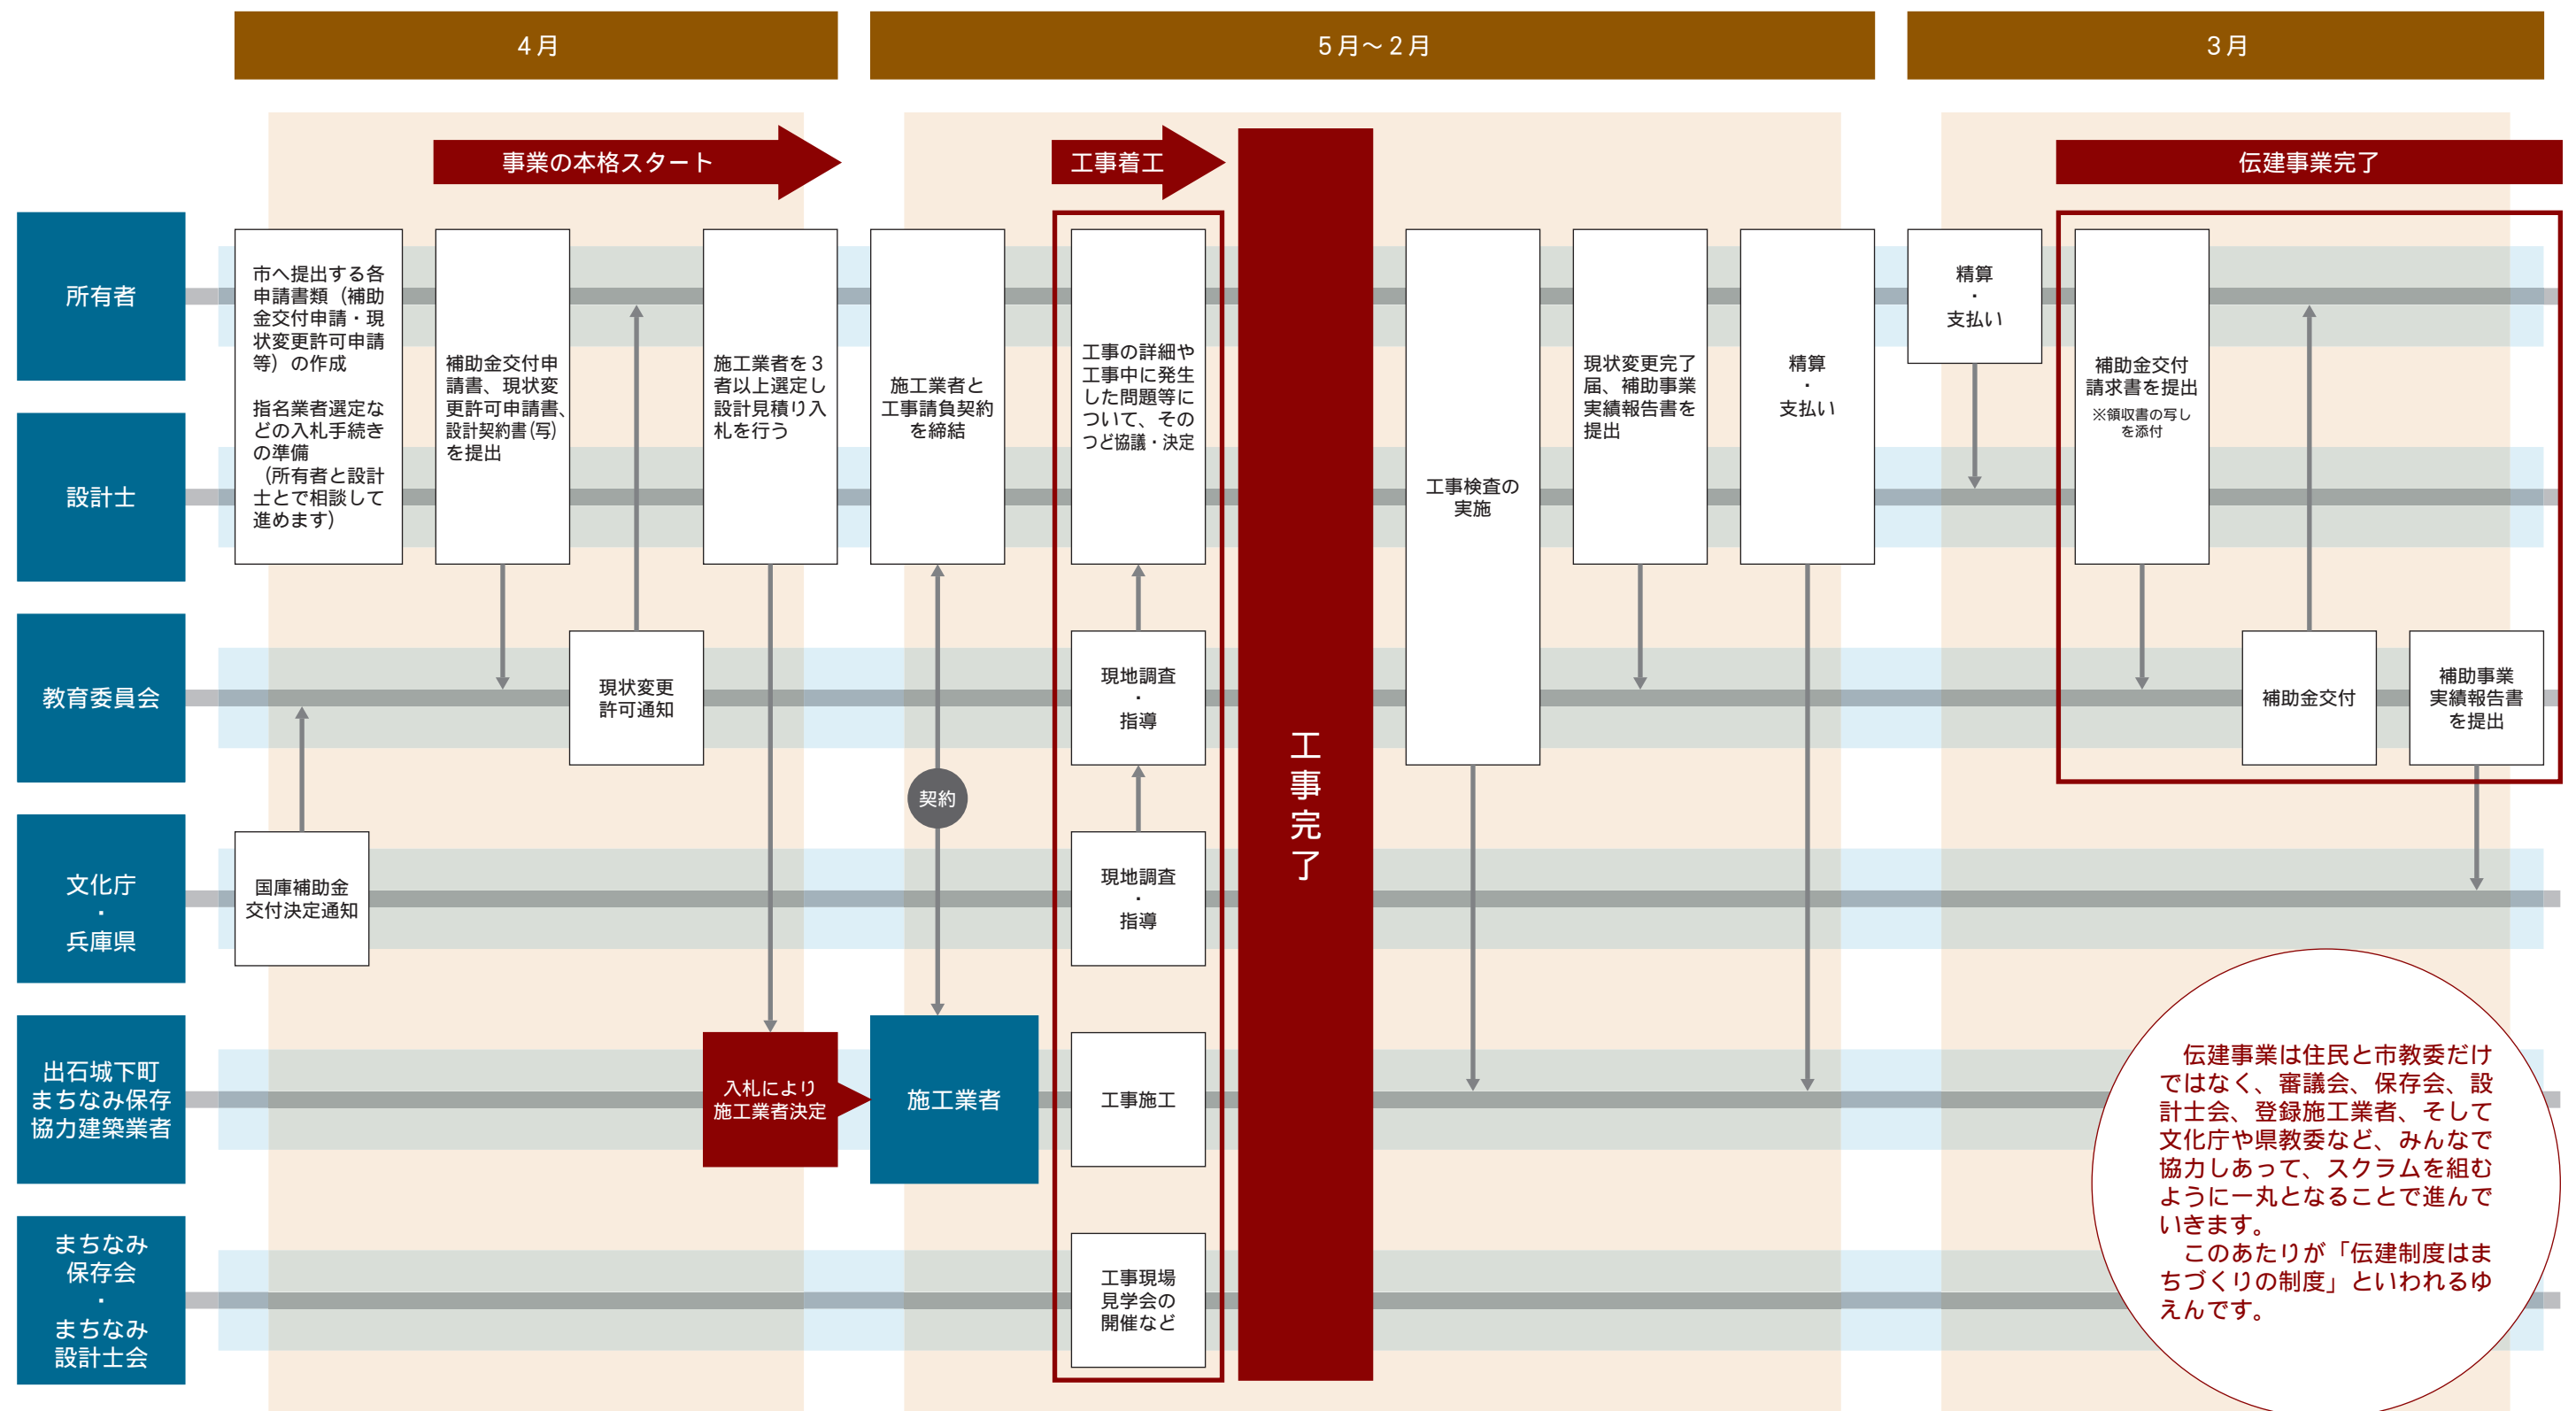 4月
5月～2月
3月
事業の本格スタート
工事着工
伝建事業完了
所有者
設計士
教育委員会
文化庁
・
兵庫県
出石城下町
まちなみ保存
協力建築業者
まちなみ
保存会
・
まちなみ
設計士会
市へ提出する各
申請書類（補助
金交付申請・現
状変更許可申請
等）の作成
指名業者選定な
どの入札手続き
の準備
（所有者と設計
士とで相談して
進めます）
国庫補助金
交付決定通知
補助金交付申
請書、現状変
更許可申請書、
設計契約書(写)
を提出
現状変更
許可通知
施工業者を3
者以上選定し
設計見積り入
札を行う
入札により
施工業者決定
施工業者と
工事請負契約
を締結
契約
施工業者
工事の詳細や
工事中に発生
した問題等に
ついて、その
つど協議・決定
現地調査
・
指導
現地調査
・
指導
工事施工
工事現場
見学会の
開催など
工事完了
工事検査の
実施
現状変更完了
届、補助事業
実績報告書を
提出
精算
・
支払い
精算
・
支払い
補助金交付
請求書を提出
※領収書の写し
を添付
補助金交付
補助事業
実績報告書
を提出
伝建事業は住民と市教委だけ
ではなく、審議会、保存会、設
計士会、登録施工業者、そして
文化庁や県教委など、みんなで
協力しあって、スクラムを組む
ように一丸となることで進んで
いきます。
このあたりが「伝建制度はま
ちづくりの制度」といわれるゆ
えんです。